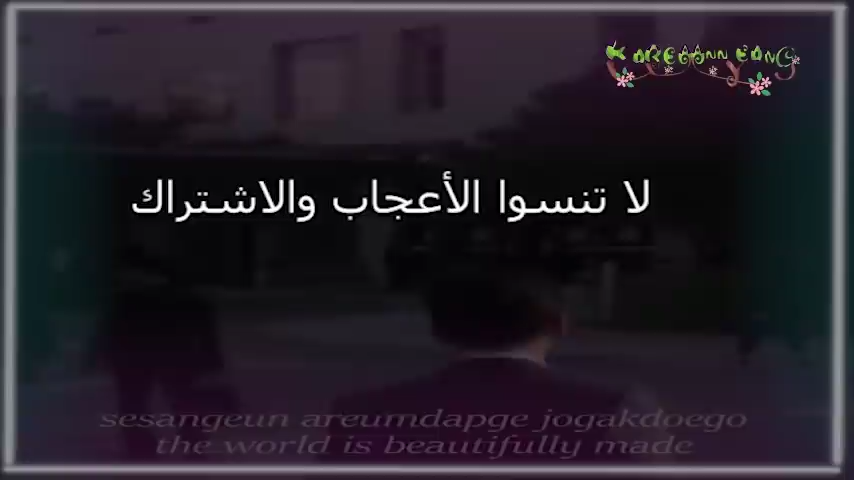 لا تنسوا الأعجاب والاشتراك
sesangeun areumdapge jogakdoego
the world is beautifully made